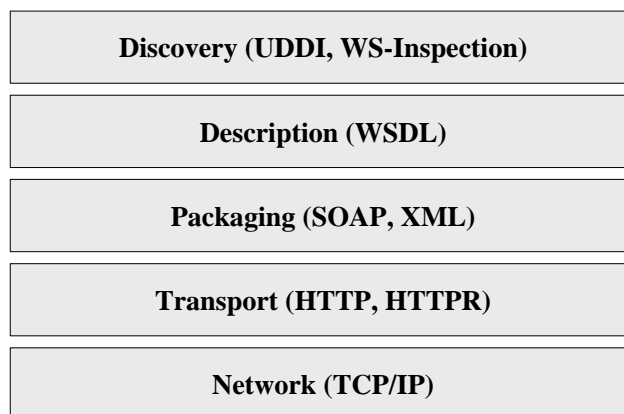 Discovery (UDDI, WS-Inspection)
Description (WSDL)
Packaging (SOAP, XML)
Transport (HTTP, HTTPR)
Network (TCP/IP)